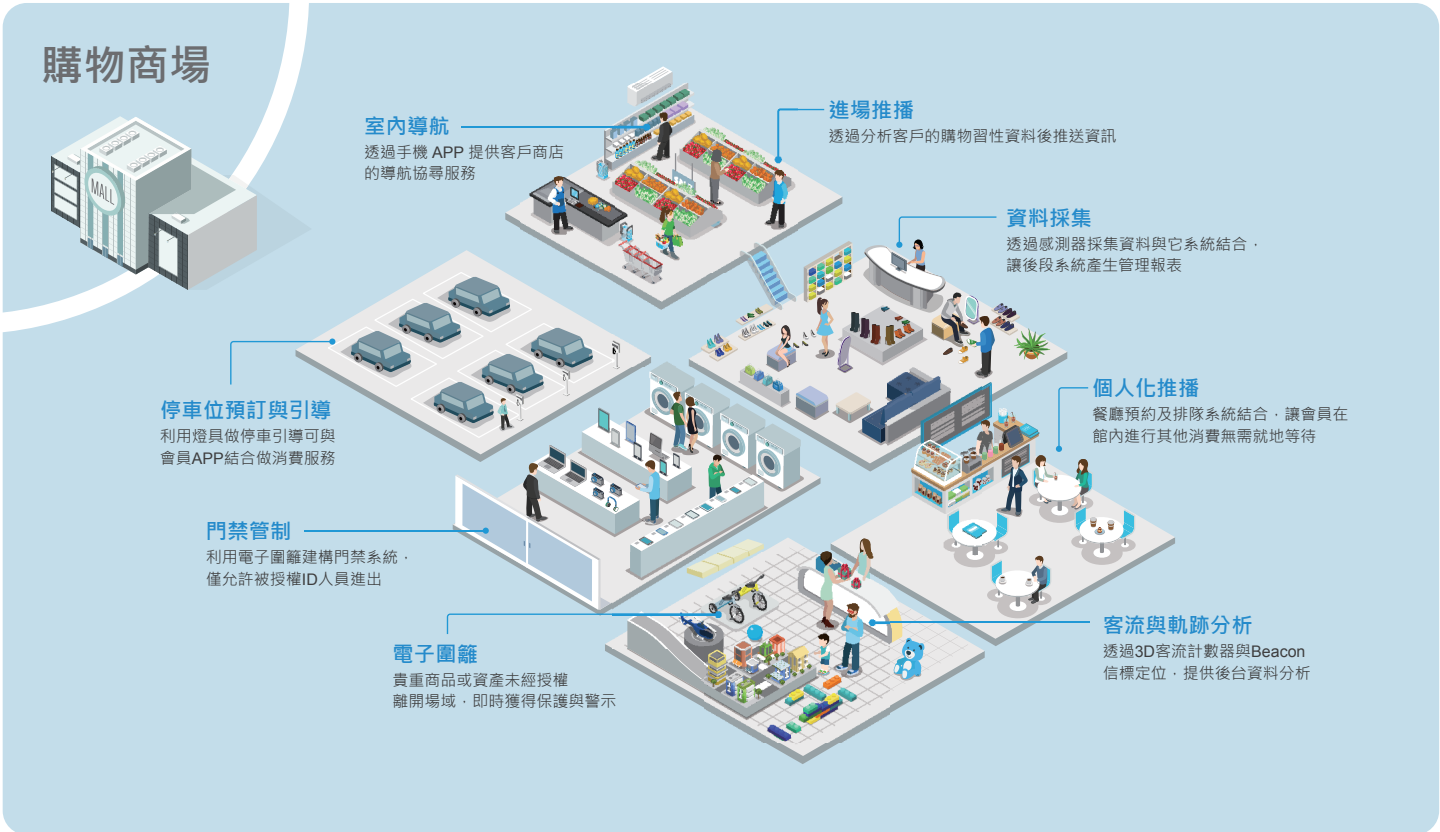 購物商場
MALL
室內導航
透過手機 APP 提供客戶商店
的導航協尋服務
進場推播
透過分析客戶的購物習性資料後推送資訊
資料採集
透過感測器採集資料與它系統結合，
讓後段系統產生管理報表
停車位預訂與引導
利用燈具做停車引導可與
會員APP結合做消費服務
個人化推播
餐廳預約及排隊系統結合，讓會員在
館內進行其他消費無需就地等待
門禁管制
利用電子圍籬建構門禁系統，
僅允許被授權ID人員進出
電子圍籬
貴重商品或資產未經授權
離開場域，即時獲得保護與警示
客流與軌跡分析
透過3D客流計數器與Beacon
信標定位，提供後台資料分析